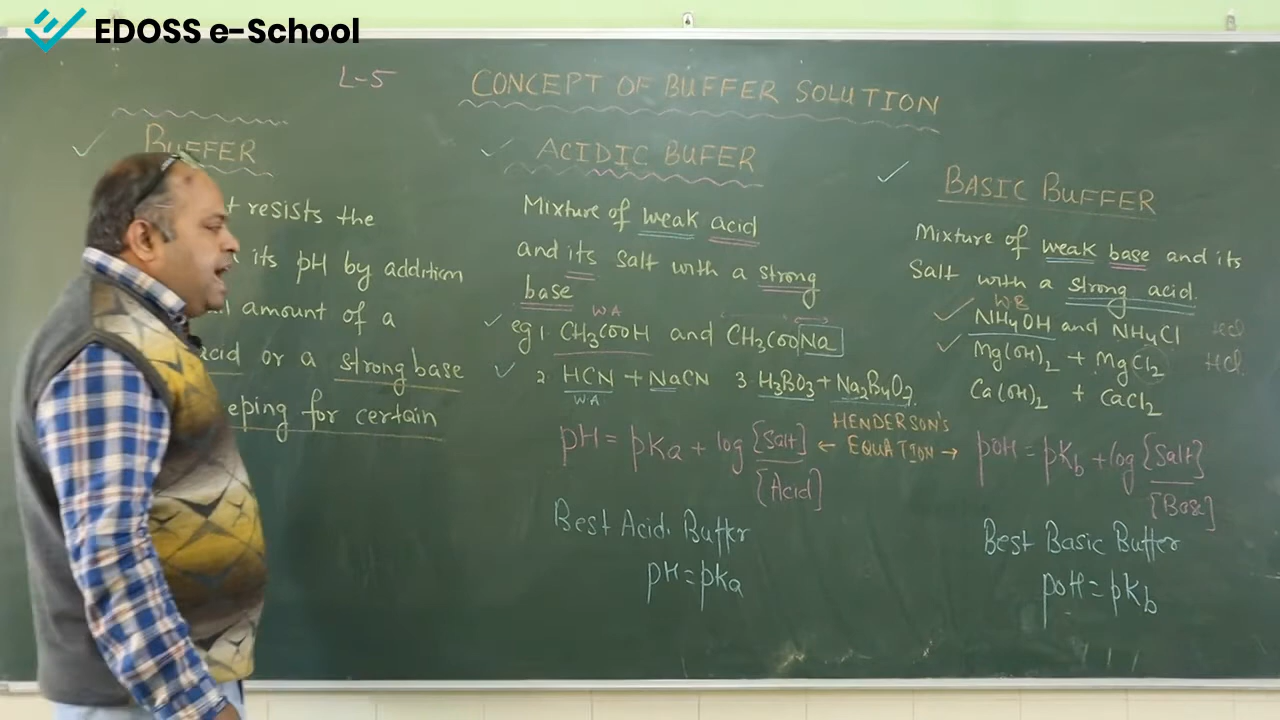 EDOSS e-School
L-5
CONCEPT OF BUFFER SOLUTION
BUFFER
resists the
its pH by addition
amount of a
acid or a strong base
for certain
ACIDIC BUFER
Mixture of weak acid
and its salt with a strong
base
WA
eg 1. CH3COOH and CH3COONa
2. HCN + NaCN 3. H3BO3 + Na2B4O7
WA
pH = pKa + log [Salt]
[Acid]
← HENDERSON'S
EQUATION →
Best Acidi Buffer
pH = pKa
BASIC BUFFER
Mixture of weak base and its
Salt with a strong acid.
WB
NH4OH and NH4Cl HCl
Mg(OH)2 + MgCl2 HCl
Ca(OH)2 + CaCl2
pOH = pKb + log [Salt]
[Base]
Best Basic Buffer
pOH = pKb